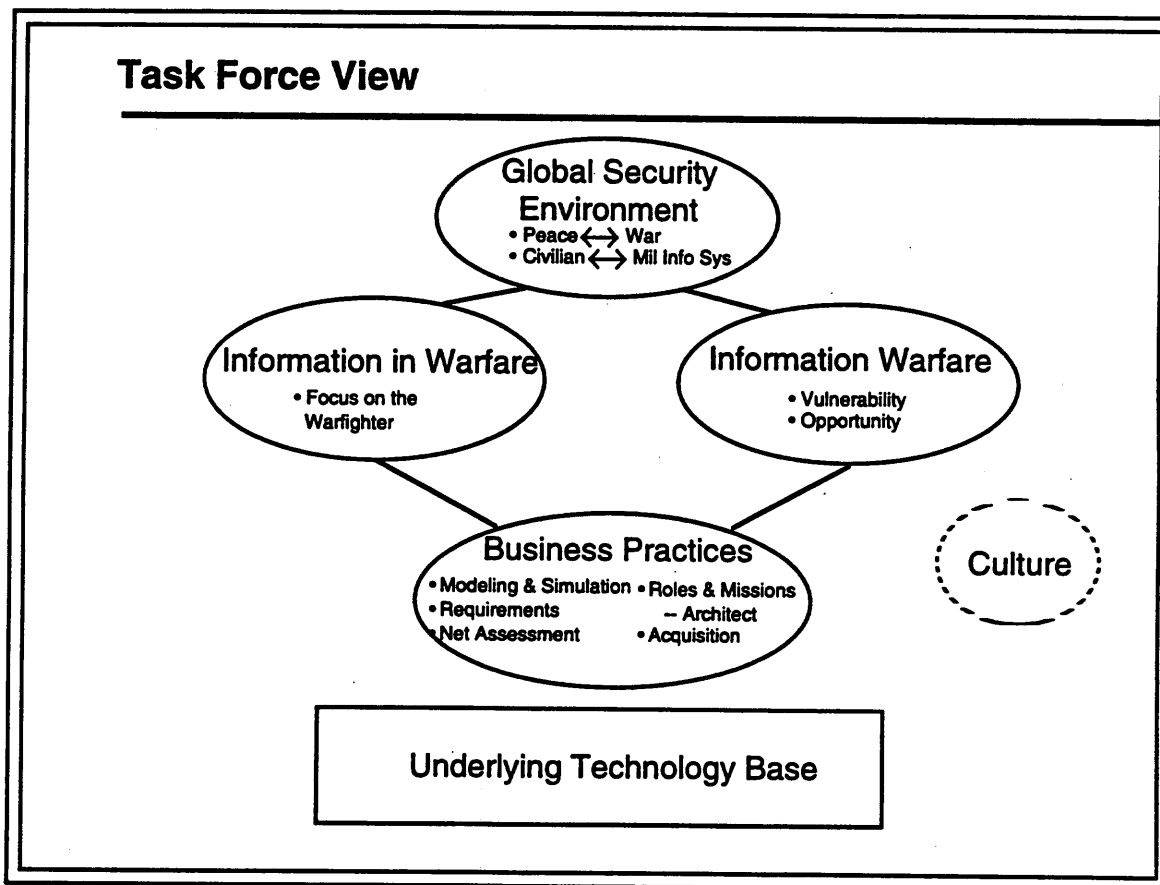 Task Force View
Global Security
Environment
• Peace ⟷ War
• Civilian ⟷ Mil Info Sys
Information in Warfare
• Focus on the
Warfighter
Information Warfare
• Vulnerability
• Opportunity
Business Practices
• Modeling & Simulation
• Requirements
• Net Assessment
• Roles & Missions
– Architect
• Acquisition
Culture
Underlying Technology Base